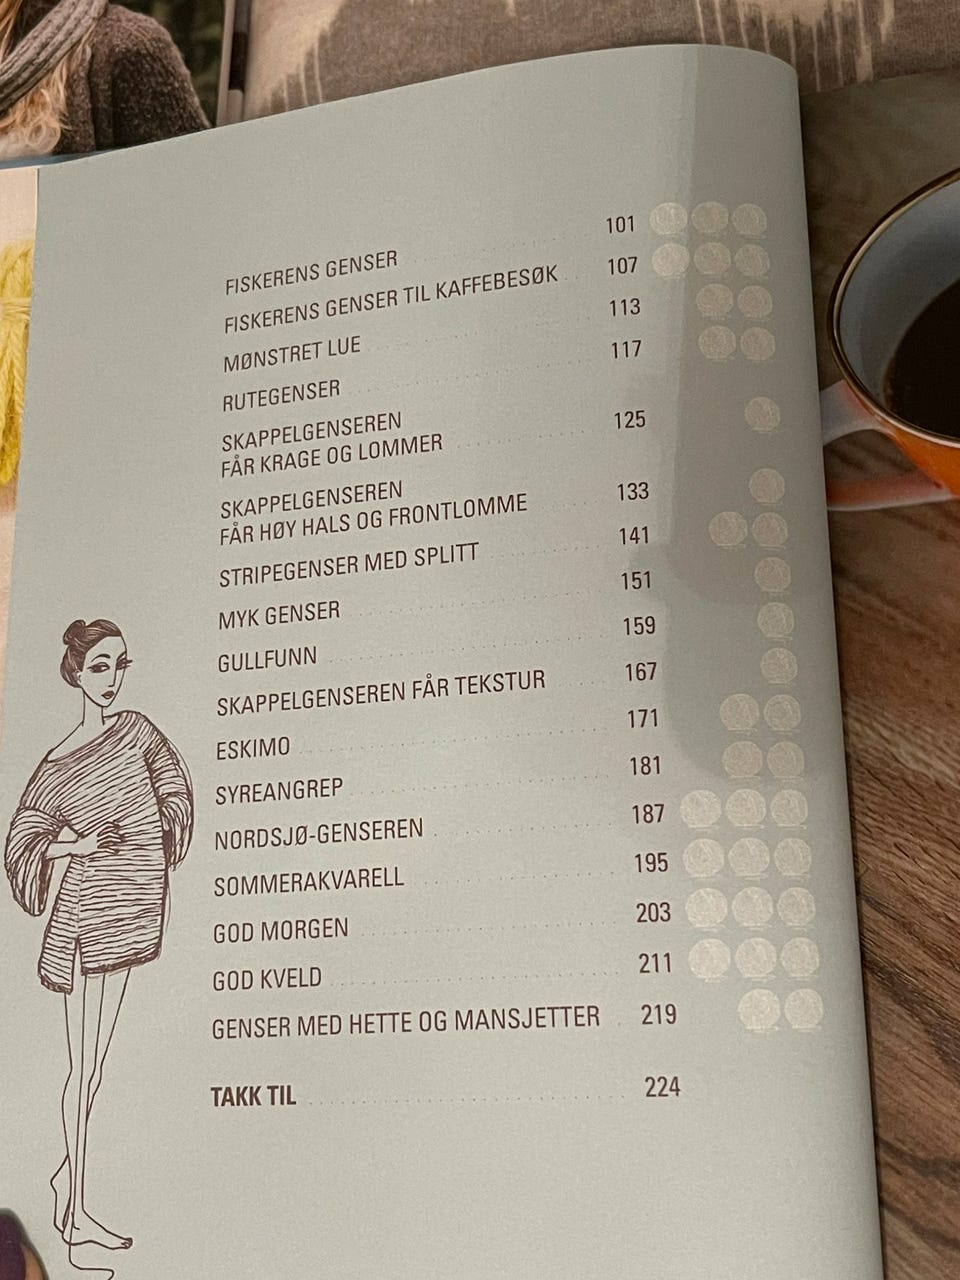 FISKERENS GENSER 101
FISKERENS GENSER TIL KAFFEBESØK 107
MØNSTRET LUE 113
RUTEGENSER 117
SKAPPELGENSEREN
FÅR KRAGE OG LOMMER 125
SKAPPELGENSEREN
FÅR HØY HALS OG FRONTLOMME 133
STRIPEGENSER MED SPLITT 141
MYK GENSER 151
GULLFUNN 159
SKAPPELGENSEREN FÅR TEKSTUR 167
ESKIMO 171
SYREANGREP 181
NORDSJØ-GENSEREN 187
SOMMERAKVARELL 195
GOD MORGEN 203
GOD KVELD 211
GENSER MED HETTE OG MANSJETTER 219
TAKK TIL 224